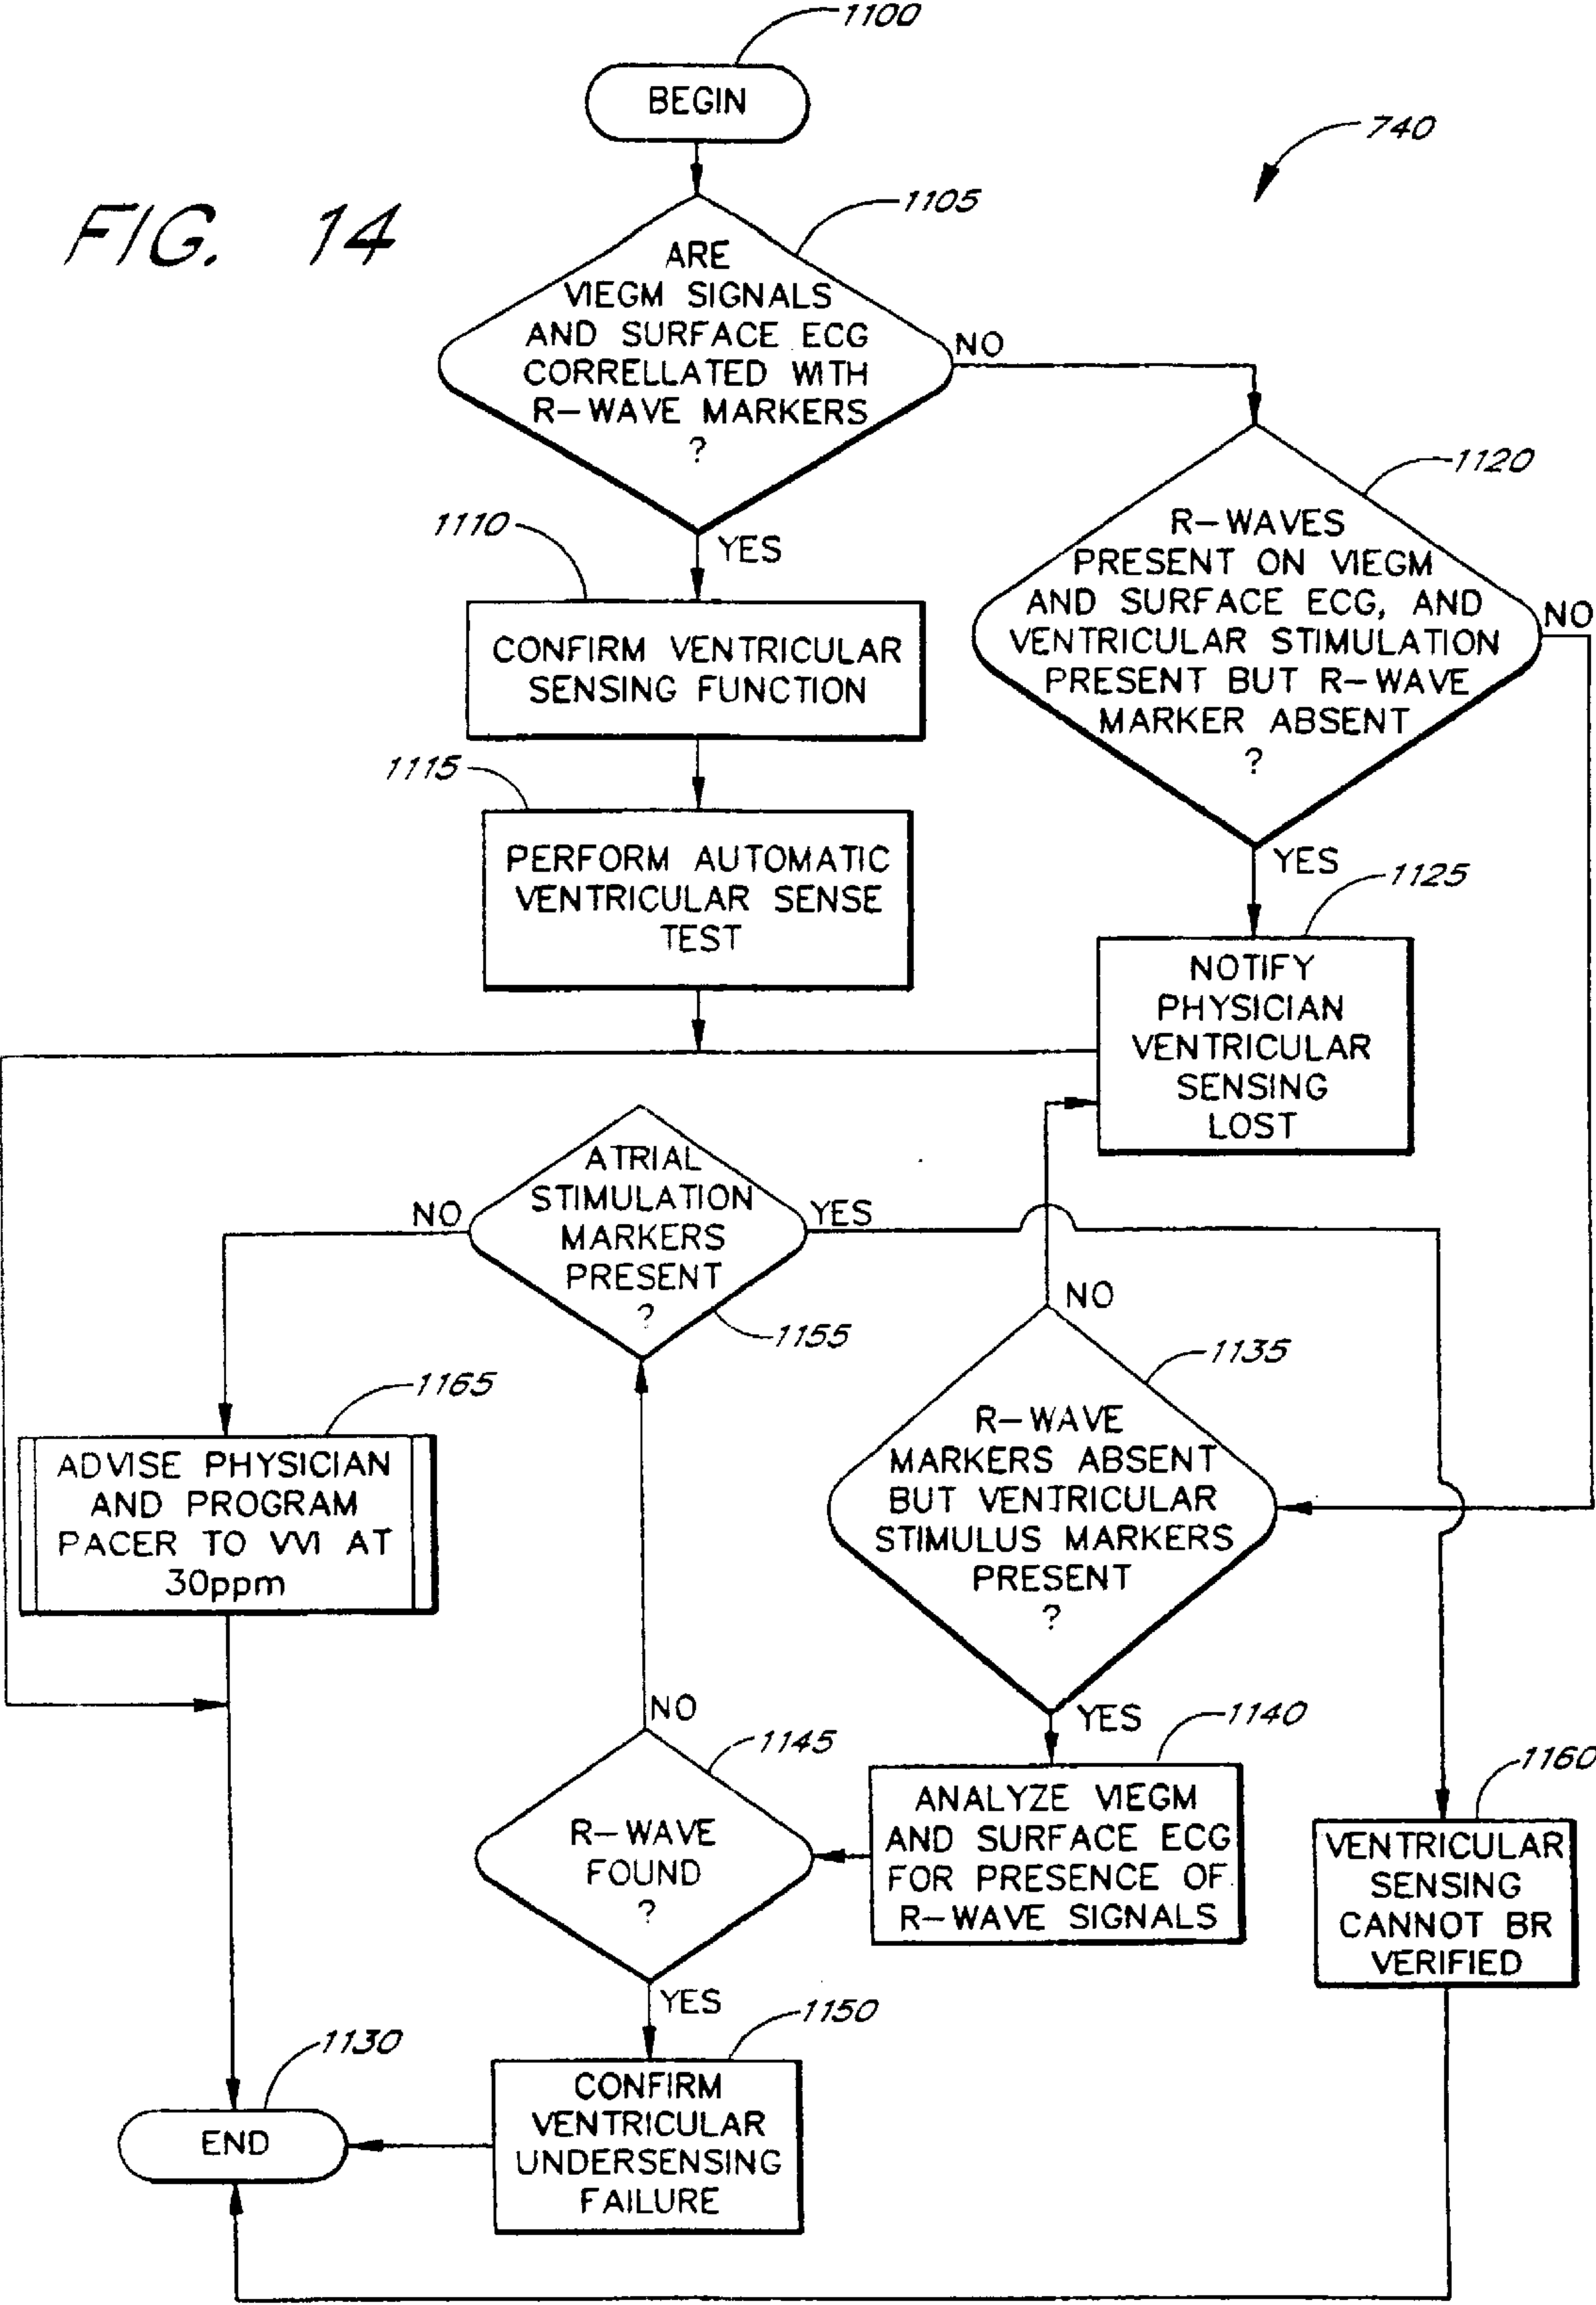 1100
BEGIN
740
FIG. 14
1105
ARE
VIEGM SIGNALS
AND SURFACE ECG
CORRELLATED WITH
R-WAVE MARKERS
?
NO
YES
1120
R-WAVES
PRESENT ON VIEGM
AND SURFACE ECG, AND
VENTRICULAR STIMULATION
PRESENT BUT R-WAVE
MARKER ABSENT
?
NO
YES
1110
CONFIRM VENTRICULAR
SENSING FUNCTION
1115
PERFORM AUTOMATIC
VENTRICULAR SENSE
TEST
1125
NOTIFY
PHYSICIAN
VENTRICULAR
SENSING
LOST
ATRIAL
STIMULATION
MARKERS
PRESENT
?
NO
YES
1155
1165
ADVISE PHYSICIAN
AND PROGRAM
PACER TO VVI AT
30ppm
NO
1135
R-WAVE
MARKERS ABSENT
BUT VENTRICULAR
STIMULUS MARKERS
PRESENT
?
YES
1140
ANALYZE VIEGM
AND SURFACE ECG
FOR PRESENCE OF
R-WAVE SIGNALS
NO
1145
R-WAVE
FOUND
?
YES
1160
VENTRICULAR
SENSING
CANNOT BR
VERIFIED
1150
CONFIRM
VENTRICULAR
UNDERSENSING
FAILURE
1130
END